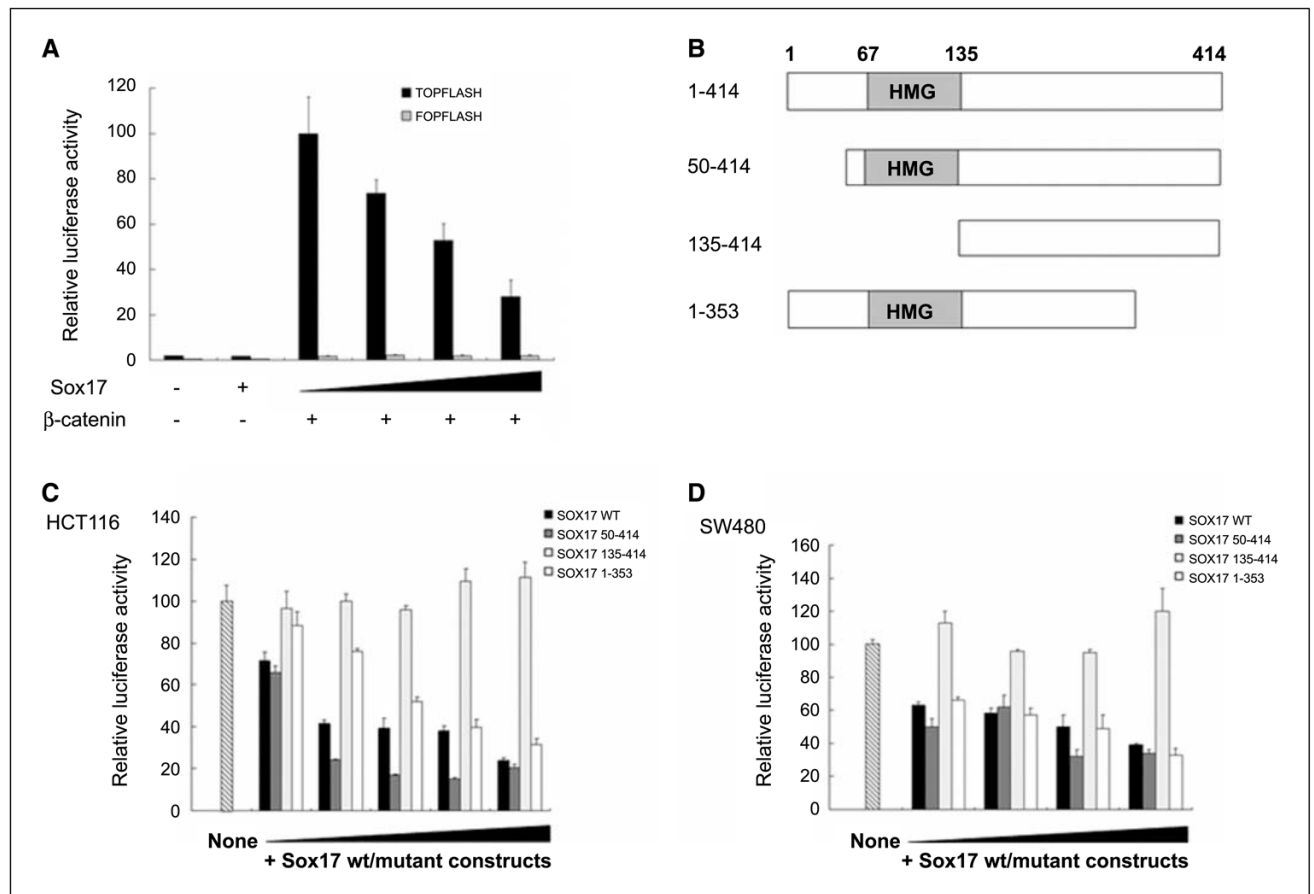 A
120
100
80
60
40
20
0
Relative luciferase activity
TOPFLASH
FOPFLASH
Sox17 - +
β-catenin - - + + + +
B
1 67 135 414
1-414 HMG
50-414 HMG
135-414
1-353 HMG
C
HCT116
140
120
100
80
60
40
20
0
Relative luciferase activity
SOX17 WT
SOX17 50-414
SOX17 135-414
SOX17 1-353
None
+ Sox17 wt/mutant constructs
D
SW480
160
140
120
100
80
60
40
20
0
Relative luciferase activity
SOX17 WT
SOX17 50-414
SOX17 135-414
SOX17 1-353
None
+ Sox17 wt/mutant constructs